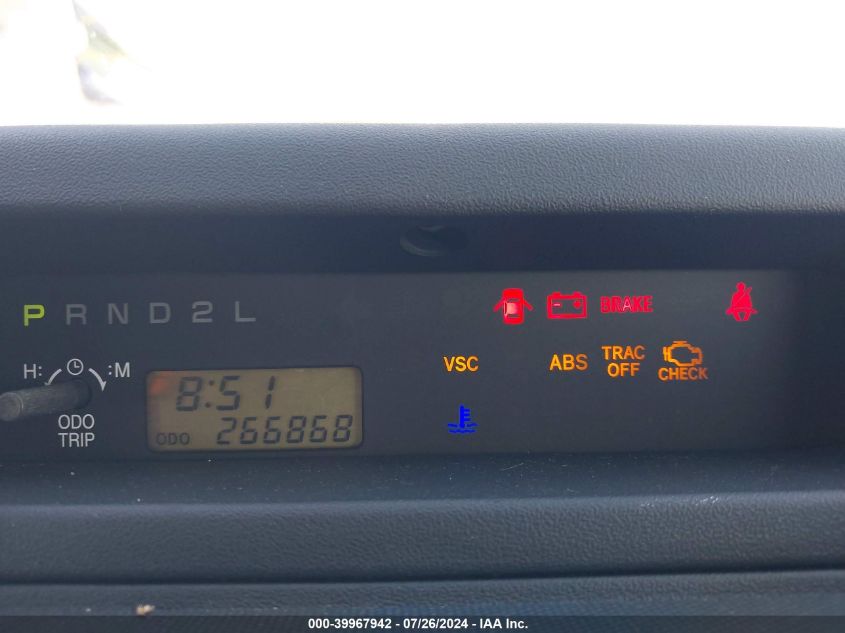 P R N D 2 L
BRAKE
VSC
ABS
TRAC
OFF
CHECK
H: :M
ODO
TRIP
8:51
ODO 266868
000-39967942 / 07/26/2024 - IAA Inc.